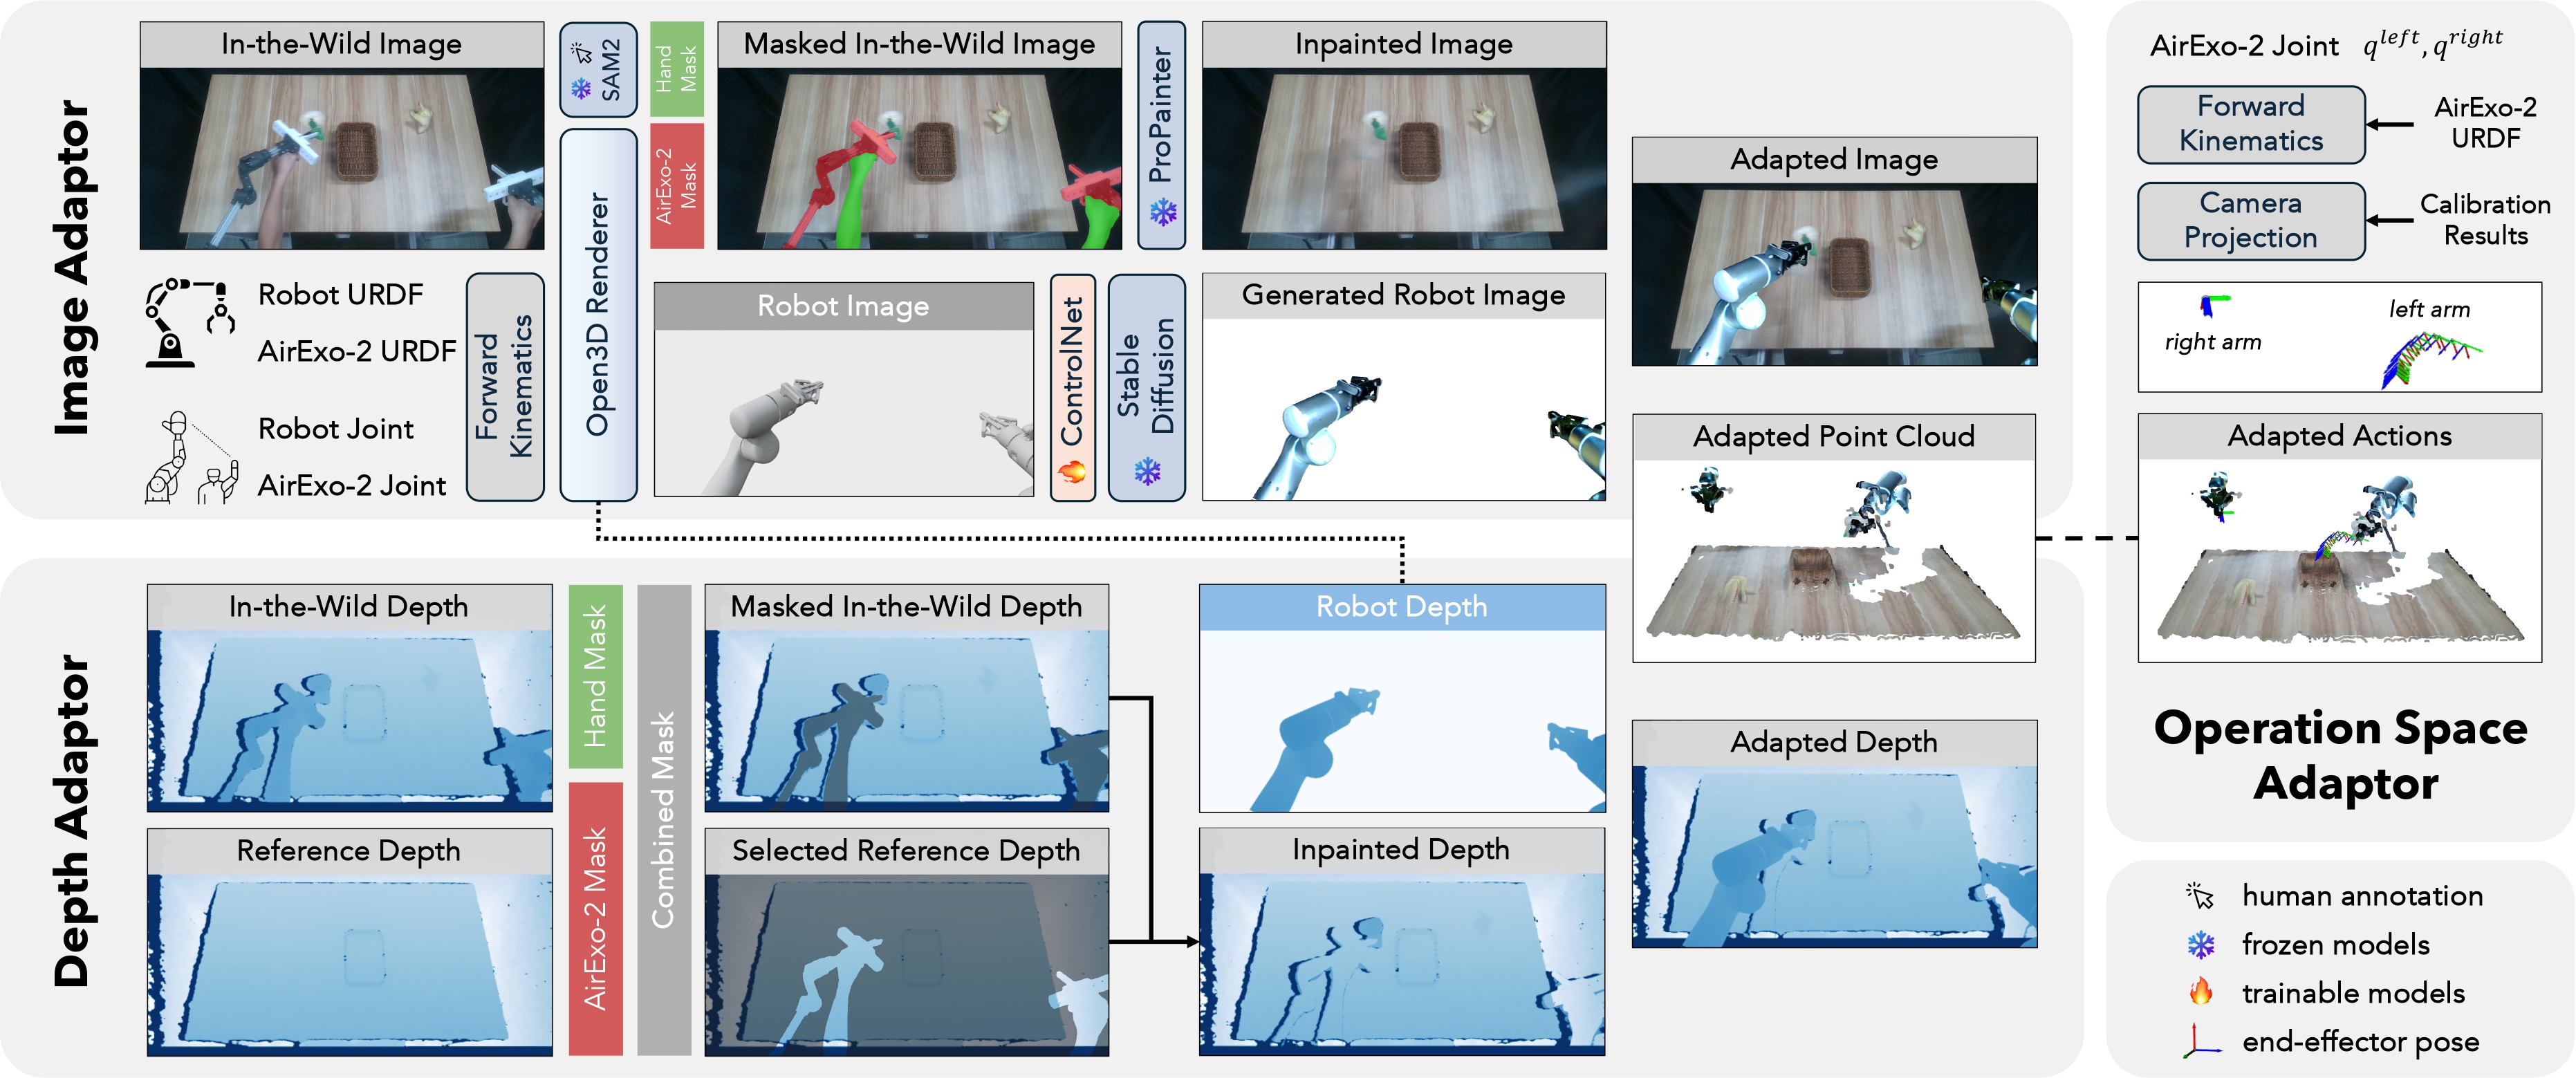 Image Adaptor
In-the-Wild Image
SAM2
Hand
Mask
AirExo-2
Mask
Masked In-the-Wild Image
ProPainter
Inpainted Image
Robot URDF
AirExo-2 URDF
Robot Joint
AirExo-2 Joint
Forward
Kinematics
Open3D Renderer
Robot Image
ControlNet
Stable
Diffusion
Generated Robot Image
Adapted Image
Adapted Point Cloud
Depth Adaptor
In-the-Wild Depth
Reference Depth
Hand Mask
AirExo-2 Mask
Combined Mask
Masked In-the-Wild Depth
Selected Reference Depth
Robot Depth
Inpainted Depth
Adapted Depth
AirExo-2 Joint q^left, q^right
Forward
Kinematics
AirExo-2
URDF
Camera
Projection
Calibration
Results
left arm
right arm
Adapted Actions
Operation Space
Adaptor
human annotation
frozen models
trainable models
end-effector pose